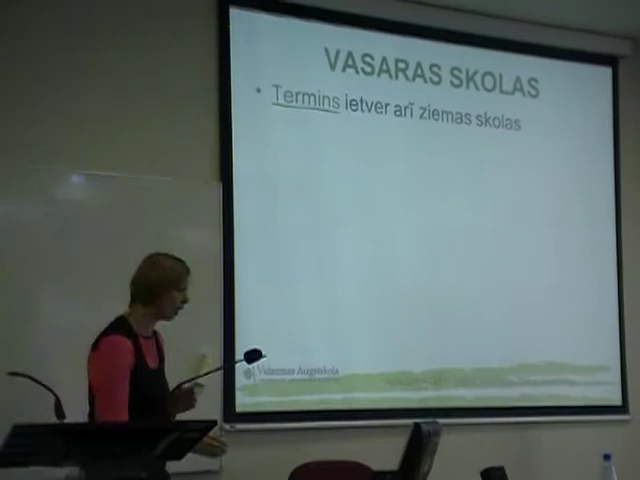 VASARAS SKOLAS
• Termins ietver arī ziemas skolas
Vidzemes Augstskola